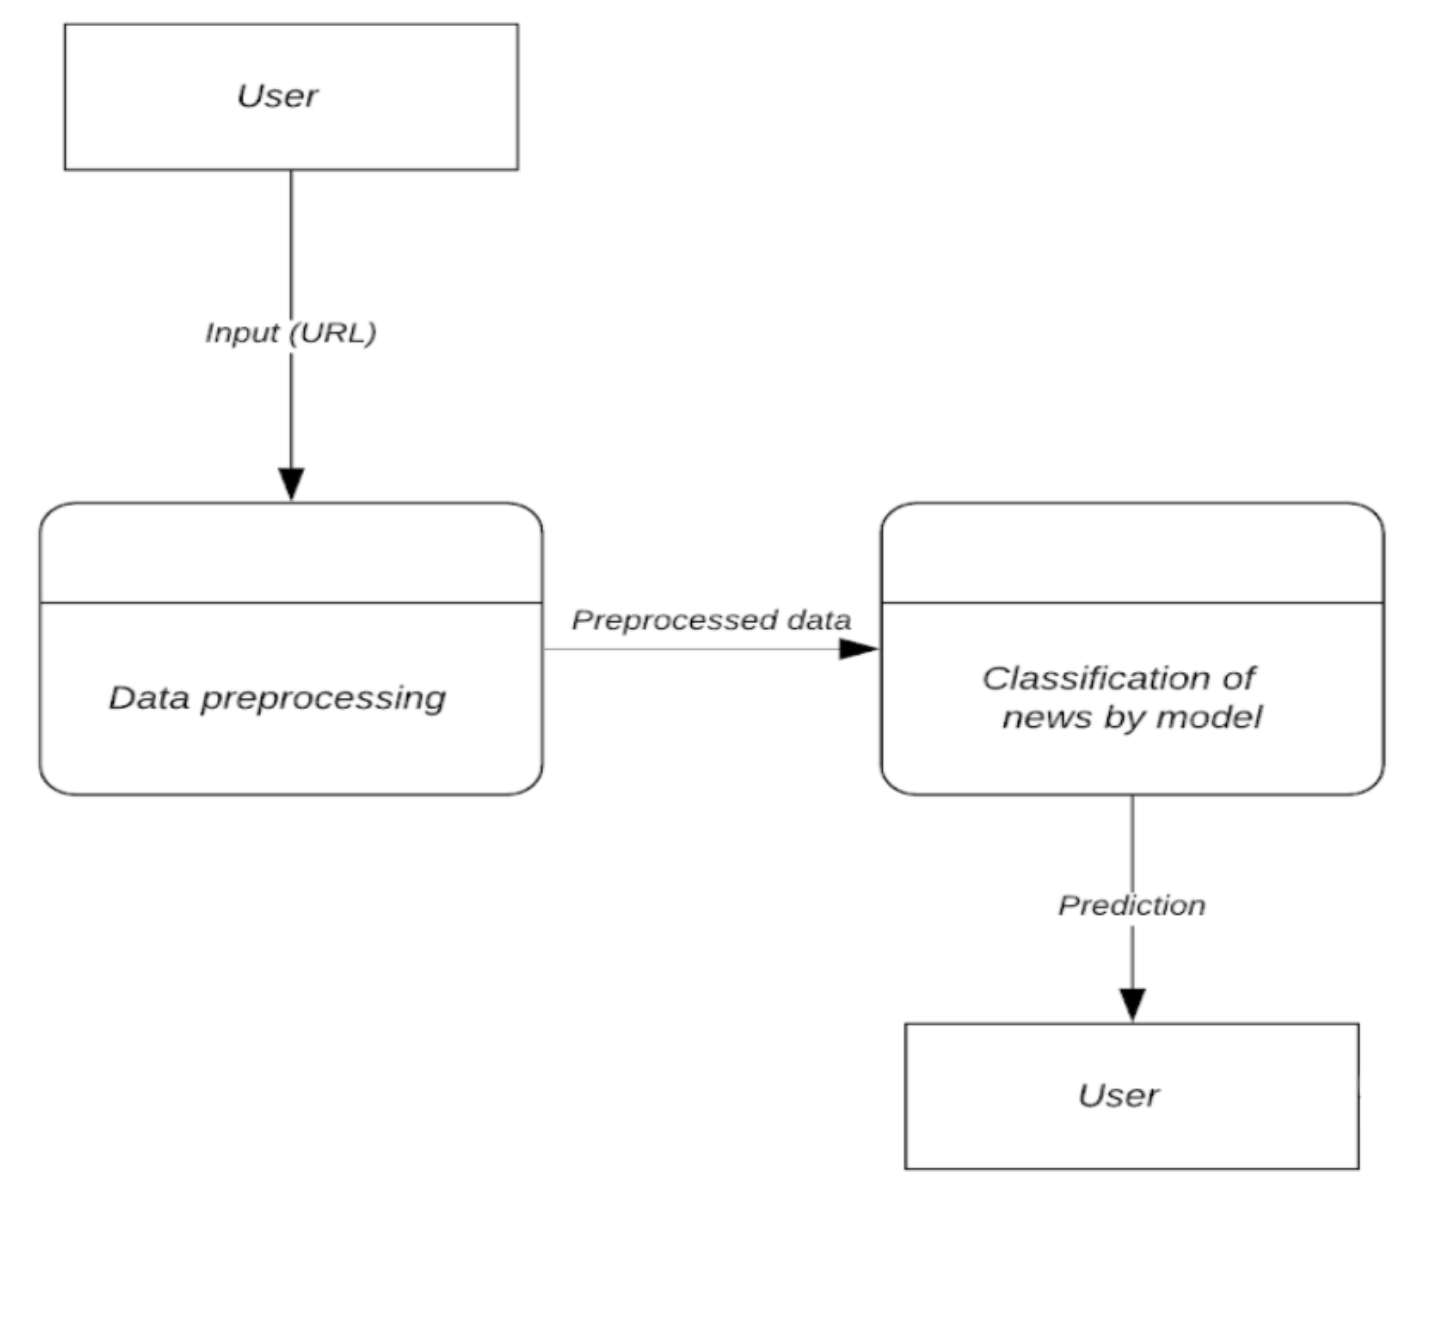 User
Input (URL)
Preprocessed data
Data preprocessing
Classification of
news by model
Prediction
User